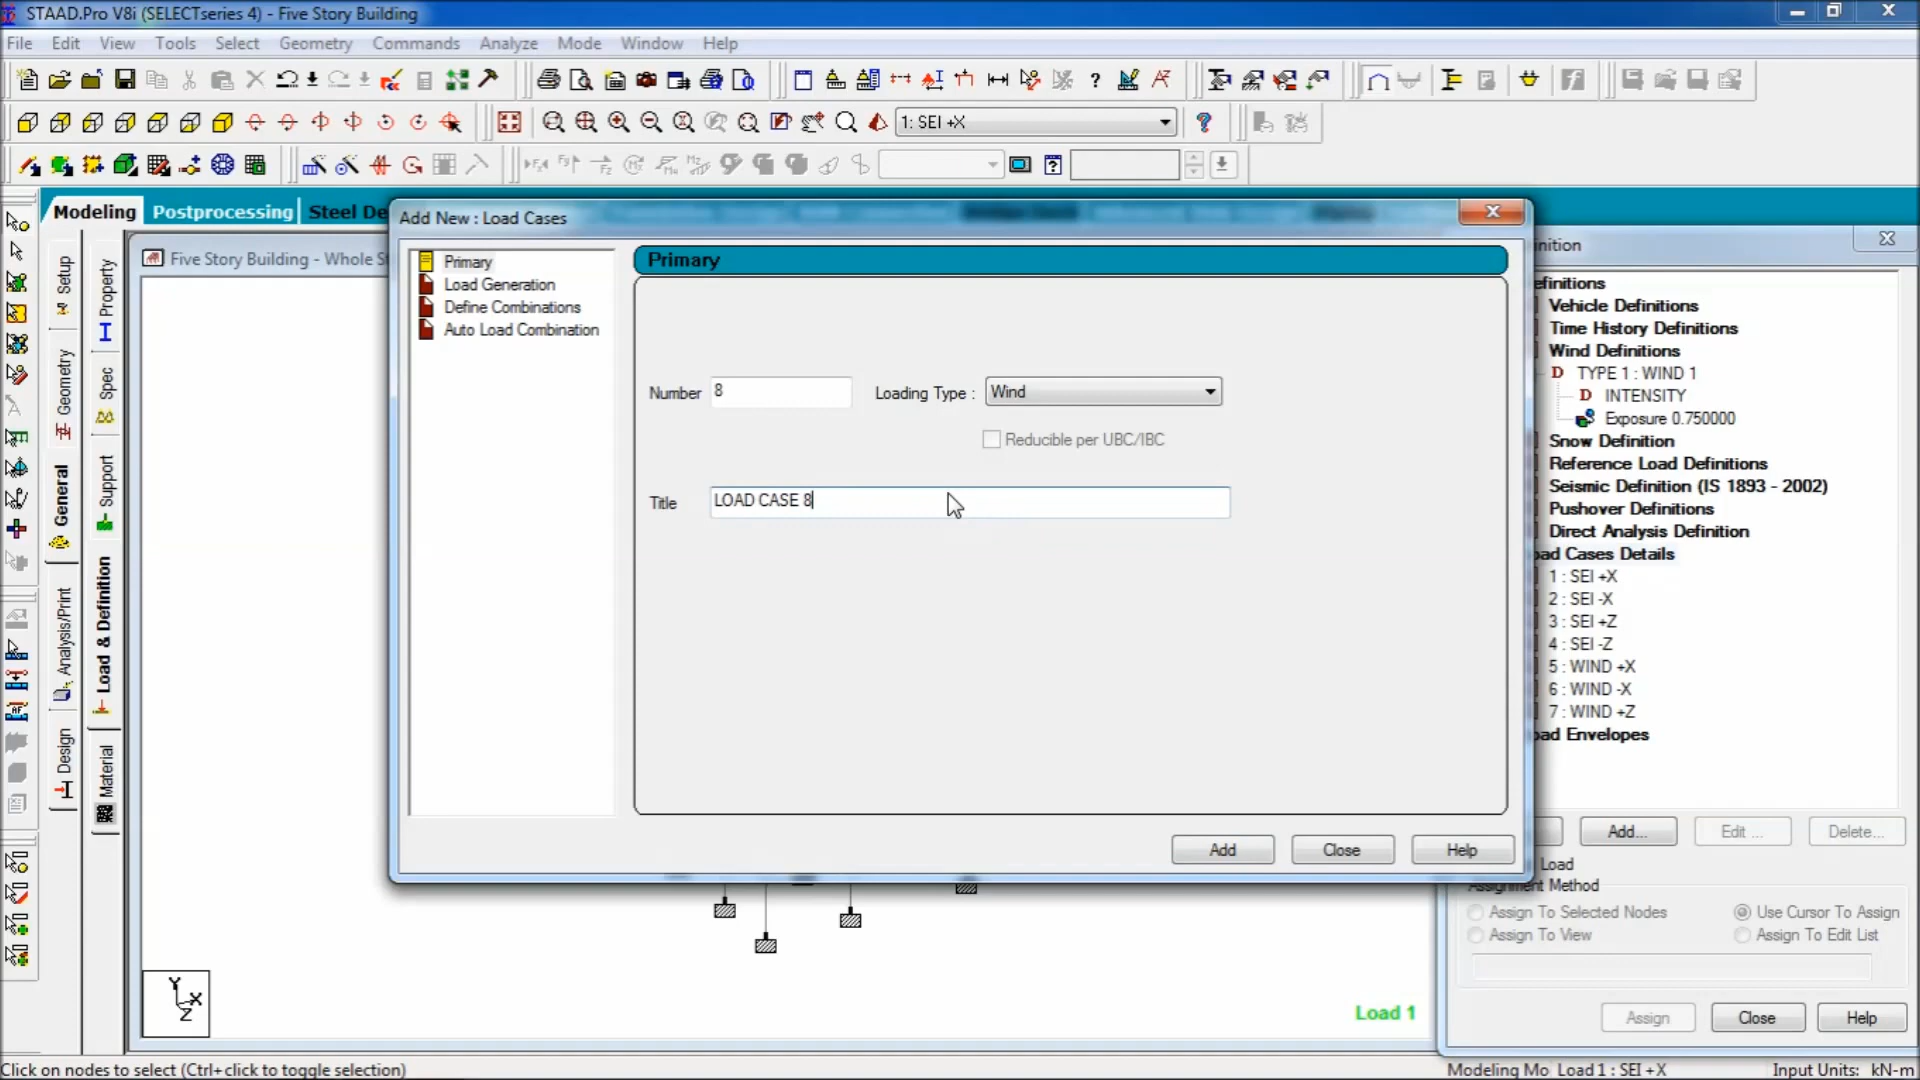 STAAD.Pro V8i (SELECTseries 4) - Five Story Building
File Edit View Tools Select Geometry Commands Analyze Mode Window Help
1: SEI +X
Modeling Postprocessing Steel De
Add New : Load Cases
Five Story Building - Whole St
Setup
Geometry
General
Analysis/Print
Design
Property
Spec
Support
Load & Definition
Material
Primary
Load Generation
Define Combinations
Auto Load Combination
Primary
Number 8 Loading Type : Wind
Reducible per UBC/IBC
Title LOAD CASE 8
Add Close Help
inition
efinitions
Vehicle Definitions
Time History Definitions
Wind Definitions
TYPE 1 : WIND 1
INTENSITY
Exposure 0.750000
Snow Definition
Reference Load Definitions
Seismic Definition (IS 1893 - 2002)
Pushover Definitions
Direct Analysis Definition
oad Cases Details
1 : SEI +X
2 : SEI -X
3 : SEI +Z
4 : SEI -Z
5 : WIND +X
6 : WIND -X
7 : WIND +Z
oad Envelopes
Add... Edit ... Delete...
Load
Assignment Method
Assign To Selected Nodes Use Cursor To Assign
Assign To View Assign To Edit List
Assign Close Help
Y
X
Z
Load 1
Click on nodes to select (Ctrl+click to toggle selection) Modeling Mo Load 1 : SEI +X Input Units: kN-m